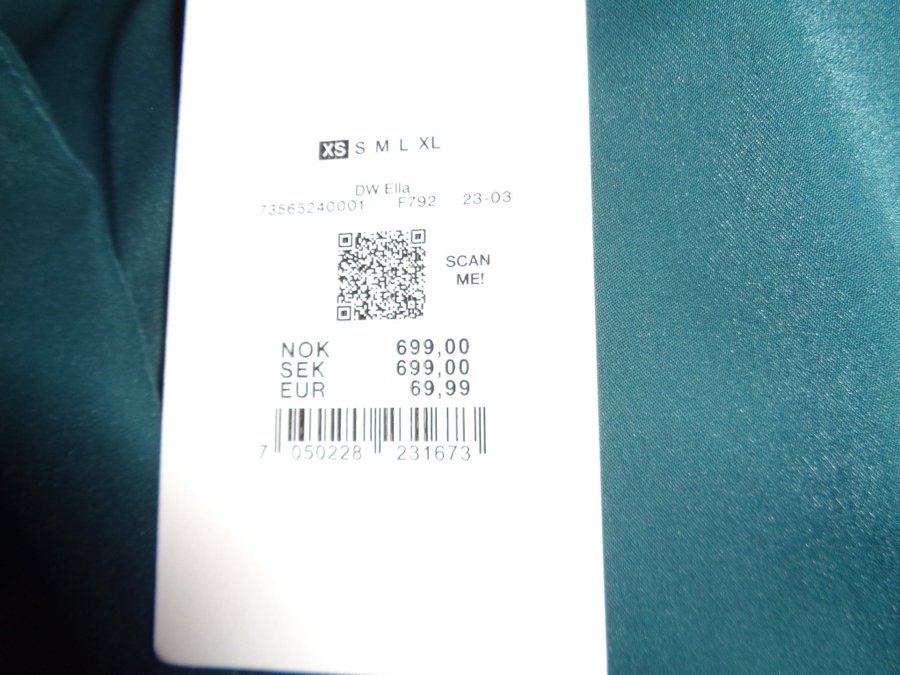 XS S M L XL
DW Ella
73565240001 F792 23-03
SCAN
ME!
NOK 699,00
SEK 699,00
EUR 69,99
7 050228 231673